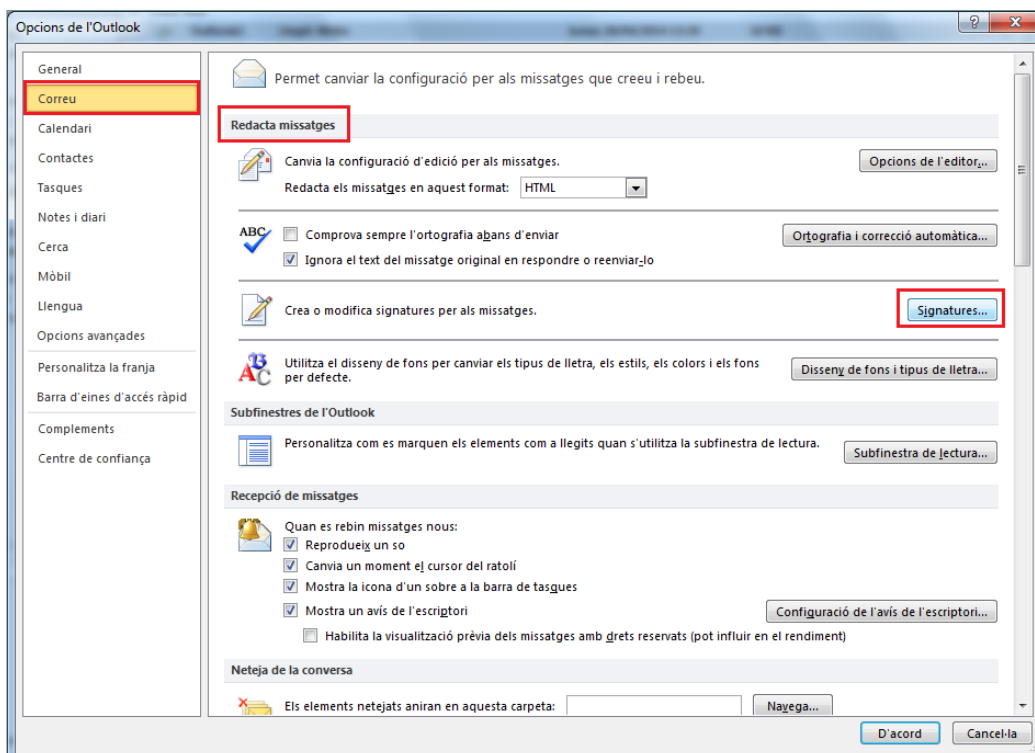 Opcions de l'Outlook
General
Correu
Calendari
Contactes
Tasques
Notes i diari
Cerca
Mòbil
Llengua
Opcions avançades
Personalitza la franja
Barra d'eines d'accés ràpid
Complements
Centre de confiança
Permet canviar la configuració per als missatges que creeu i rebeu.
Redacta missatges
Canvia la configuració d'edició per als missatges.
Opcions de l'editor...
Redacta els missatges en aquest format: HTML
ABC
Comprova sempre l'ortografia abans d'enviar
Ortografia i correcció automàtica...
Ignora el text del missatge original en respondre o reenviar-lo
Crea o modifica signatures per als missatges.
Signatures...
Utilitza el disseny de fons per canviar els tipus de lletra, els estils, els colors i els fons
per defecte.
Disseny de fons i tipus de lletra...
Subfinestres de l'Outlook
Personalitza com es marquen els elements com a llegits quan s'utilitza la subfinestra de lectura.
Subfinestra de lectura...
Recepció de missatges
Quan es rebin missatges nous:
Reprodueix un so
Canvia un moment el cursor del ratolí
Mostra la icona d'un sobre a la barra de tasques
Mostra un avís de l'escriptori
Configuració de l'avís de l'escriptori...
Habilita la visualització prèvia dels missatges amb drets reservats (pot influir en el rendiment)
Neteja de la conversa
Els elements netejats aniran en aquesta carpeta:
Navega...
D'acord
Cancel·la